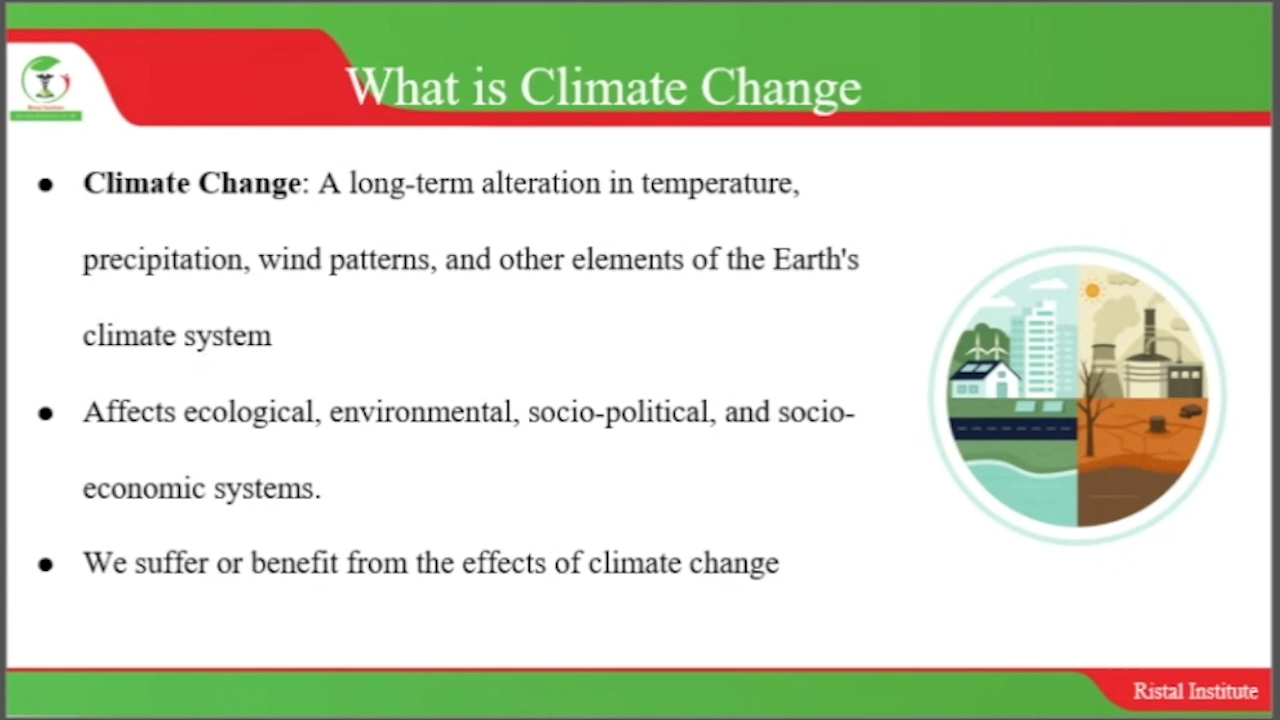 What is Climate Change
● Climate Change: A long-term alteration in temperature,
precipitation, wind patterns, and other elements of the Earth's
climate system
● Affects ecological, environmental, socio-political, and socio-
economic systems.
● We suffer or benefit from the effects of climate change
Ristal Institute
Ristal Institute